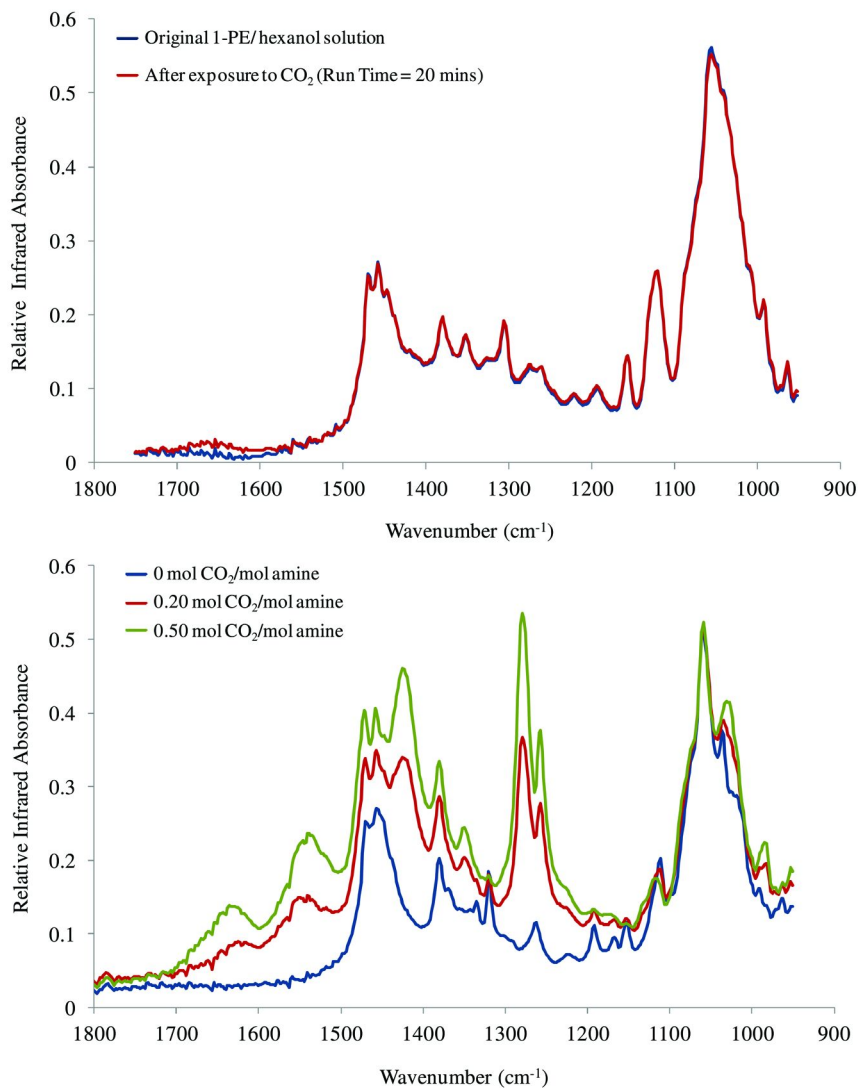 Relative Infrared Absorbance
0.6
0.5
0.4
0.3
0.2
0.1
0
Original 1-PE/ hexanol solution
After exposure to CO₂ (Run Time = 20 mins)
1800 1700 1600 1500 1400 1300 1200 1100 1000 900
Wavenumber (cm⁻¹)
Relative Infrared Absorbance
0.6
0.5
0.4
0.3
0.2
0.1
0
0 mol CO₂/mol amine
0.20 mol CO₂/mol amine
0.50 mol CO₂/mol amine
1800 1700 1600 1500 1400 1300 1200 1100 1000 900
Wavenumber (cm⁻¹)